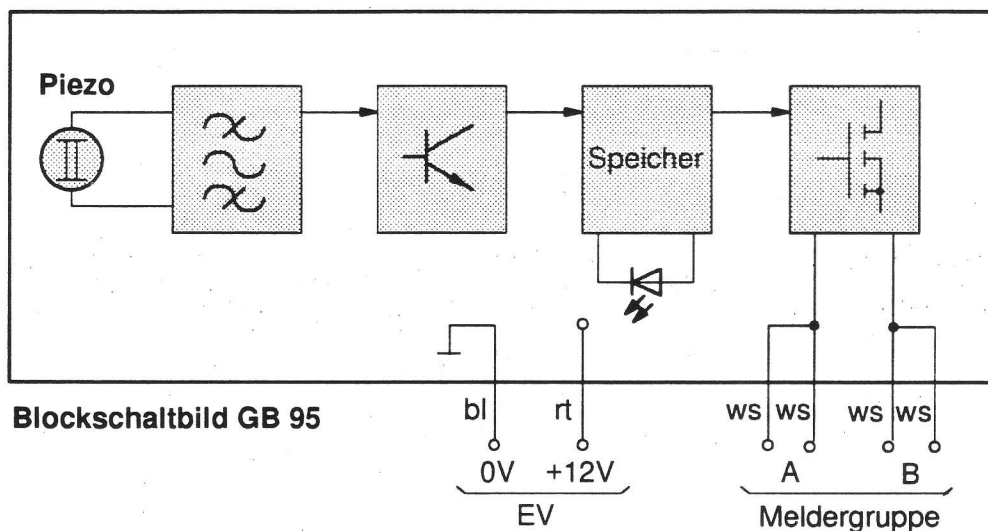 Piezo
Speicher
Blockschaltbild GB 95
bl
rt
ws ws
ws ws
0V
+12V
A
B
EV
Meldergruppe